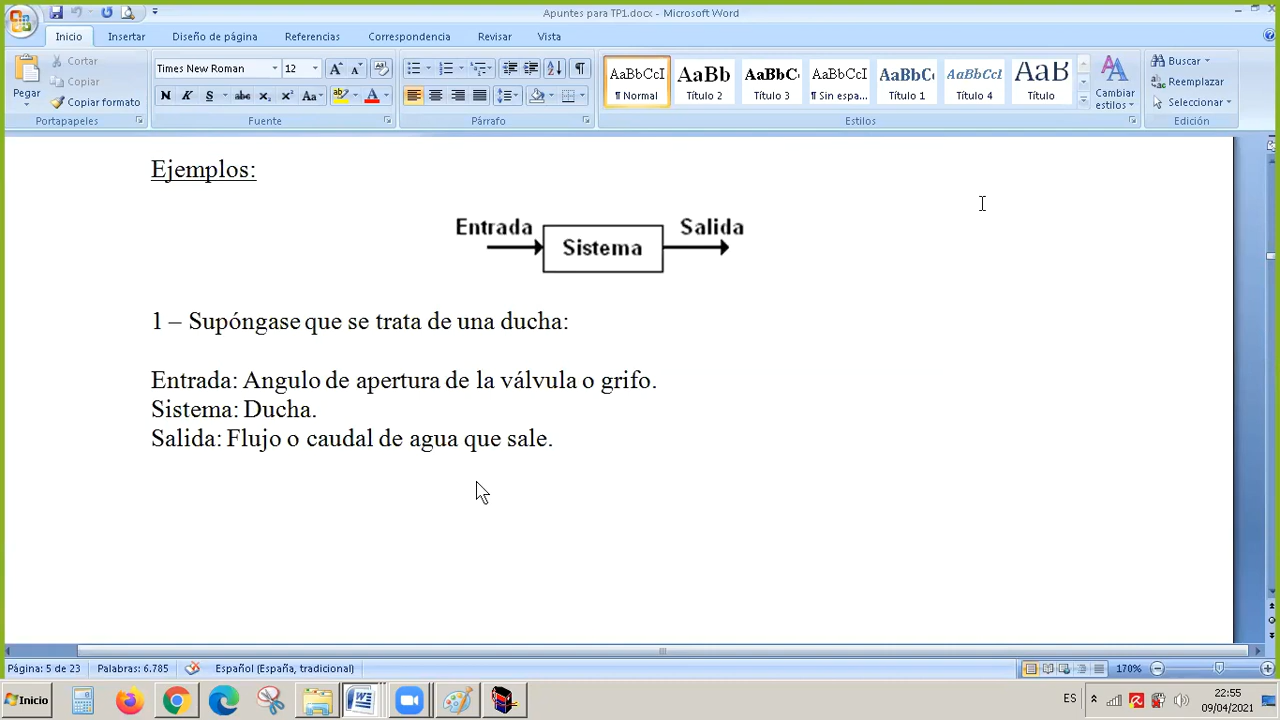 Apuntes para TP1.docx - Microsoft Word
Inicio Insertar Diseño de página Referencias Correspondencia Revisar Vista
Pegar
Cortar
Copiar
Copiar formato
Portapapeles
Times New Roman 12
N K S abc x₂ x² Aa
Fuente
Párrafo
AaBbCcI AaBb AaBbC AaBbCcI AaBbC AaBbCcI AaB
¶ Normal Título 2 Título 3 ¶ Sin espa... Título 1 Título 4 Título
Cambiar estilos
Estilos
Buscar
Reemplazar
Seleccionar
Edición
Ejemplos:
Entrada Sistema Salida
1 – Supóngase que se trata de una ducha:
Entrada: Angulo de apertura de la válvula o grifo.
Sistema: Ducha.
Salida: Flujo o caudal de agua que sale.
Página: 5 de 23 Palabras: 6.785 Español (España, tradicional) 170%
Inicio ES 22:55
09/04/2021